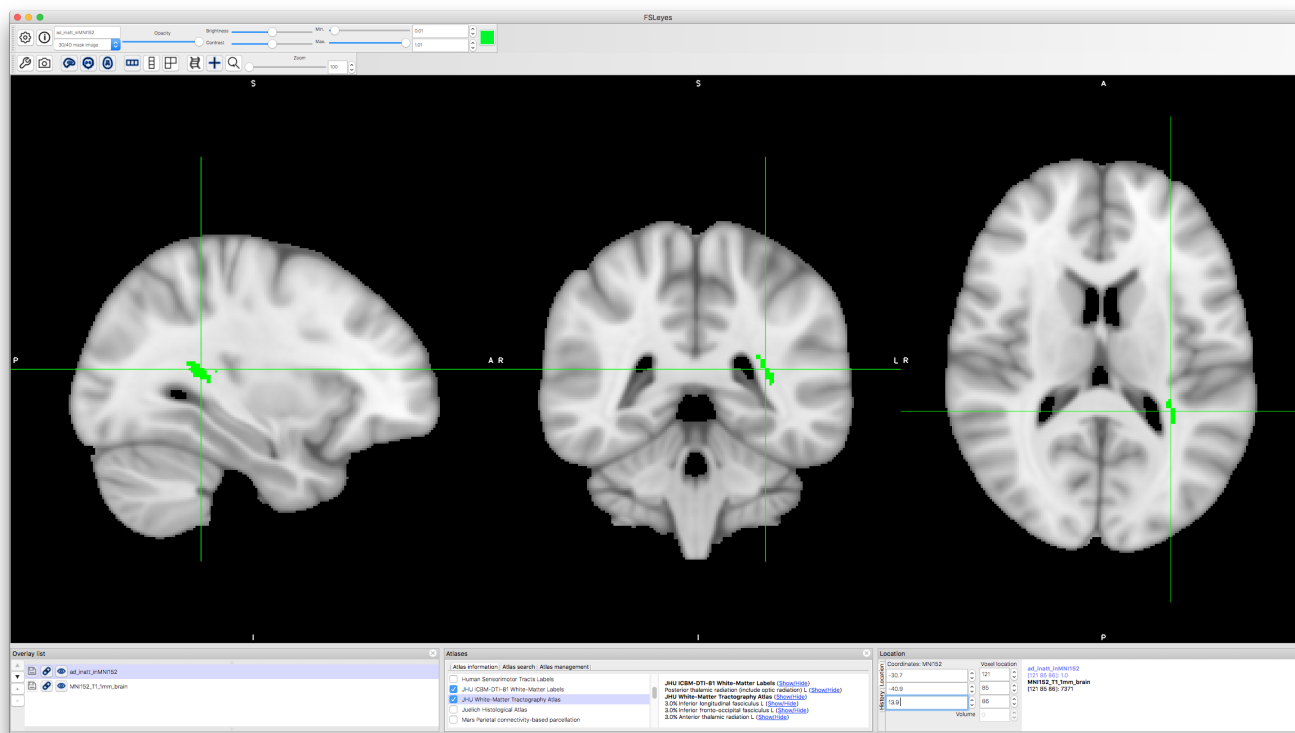 FSLeyes
ad_inatt_inMNI152
3D/4D mask image
Opacity
Brightness
Contrast
Min.
Max.
0.01
1.01
Zoom
100
S
S
A
P
A R
L R
I
I
P
Overlay list
ad_inatt_inMNI152
MNI152_T1_1mm_brain
Atlases
Atlas information Atlas search Atlas management
Human Sensorimotor Tracts Labels
JHU ICBM-DTI-81 White-Matter Labels
JHU White-Matter Tractography Atlas
Juelich Histological Atlas
Mars Parietal connectivity-based parcellation
JHU ICBM-DTI-81 White-Matter Labels (Show/Hide)
Posterior thalamic radiation (include optic radiation) L (Show/Hide)
JHU White-Matter Tractography Atlas (Show/Hide)
3.0% Inferior longitudinal fasciculus L (Show/Hide)
3.0% Inferior fronto-occipital fasciculus L (Show/Hide)
3.0% Anterior thalamic radiation L (Show/Hide)
Location
History Location
Coordinates: MNI152
Voxel location
-30.7
121
-40.9
85
13.9
86
Volume
0
ad_inatt_inMNI152
[121 85 86]: 1.0
MNI152_T1_1mm_brain
[121 85 86]: 7371